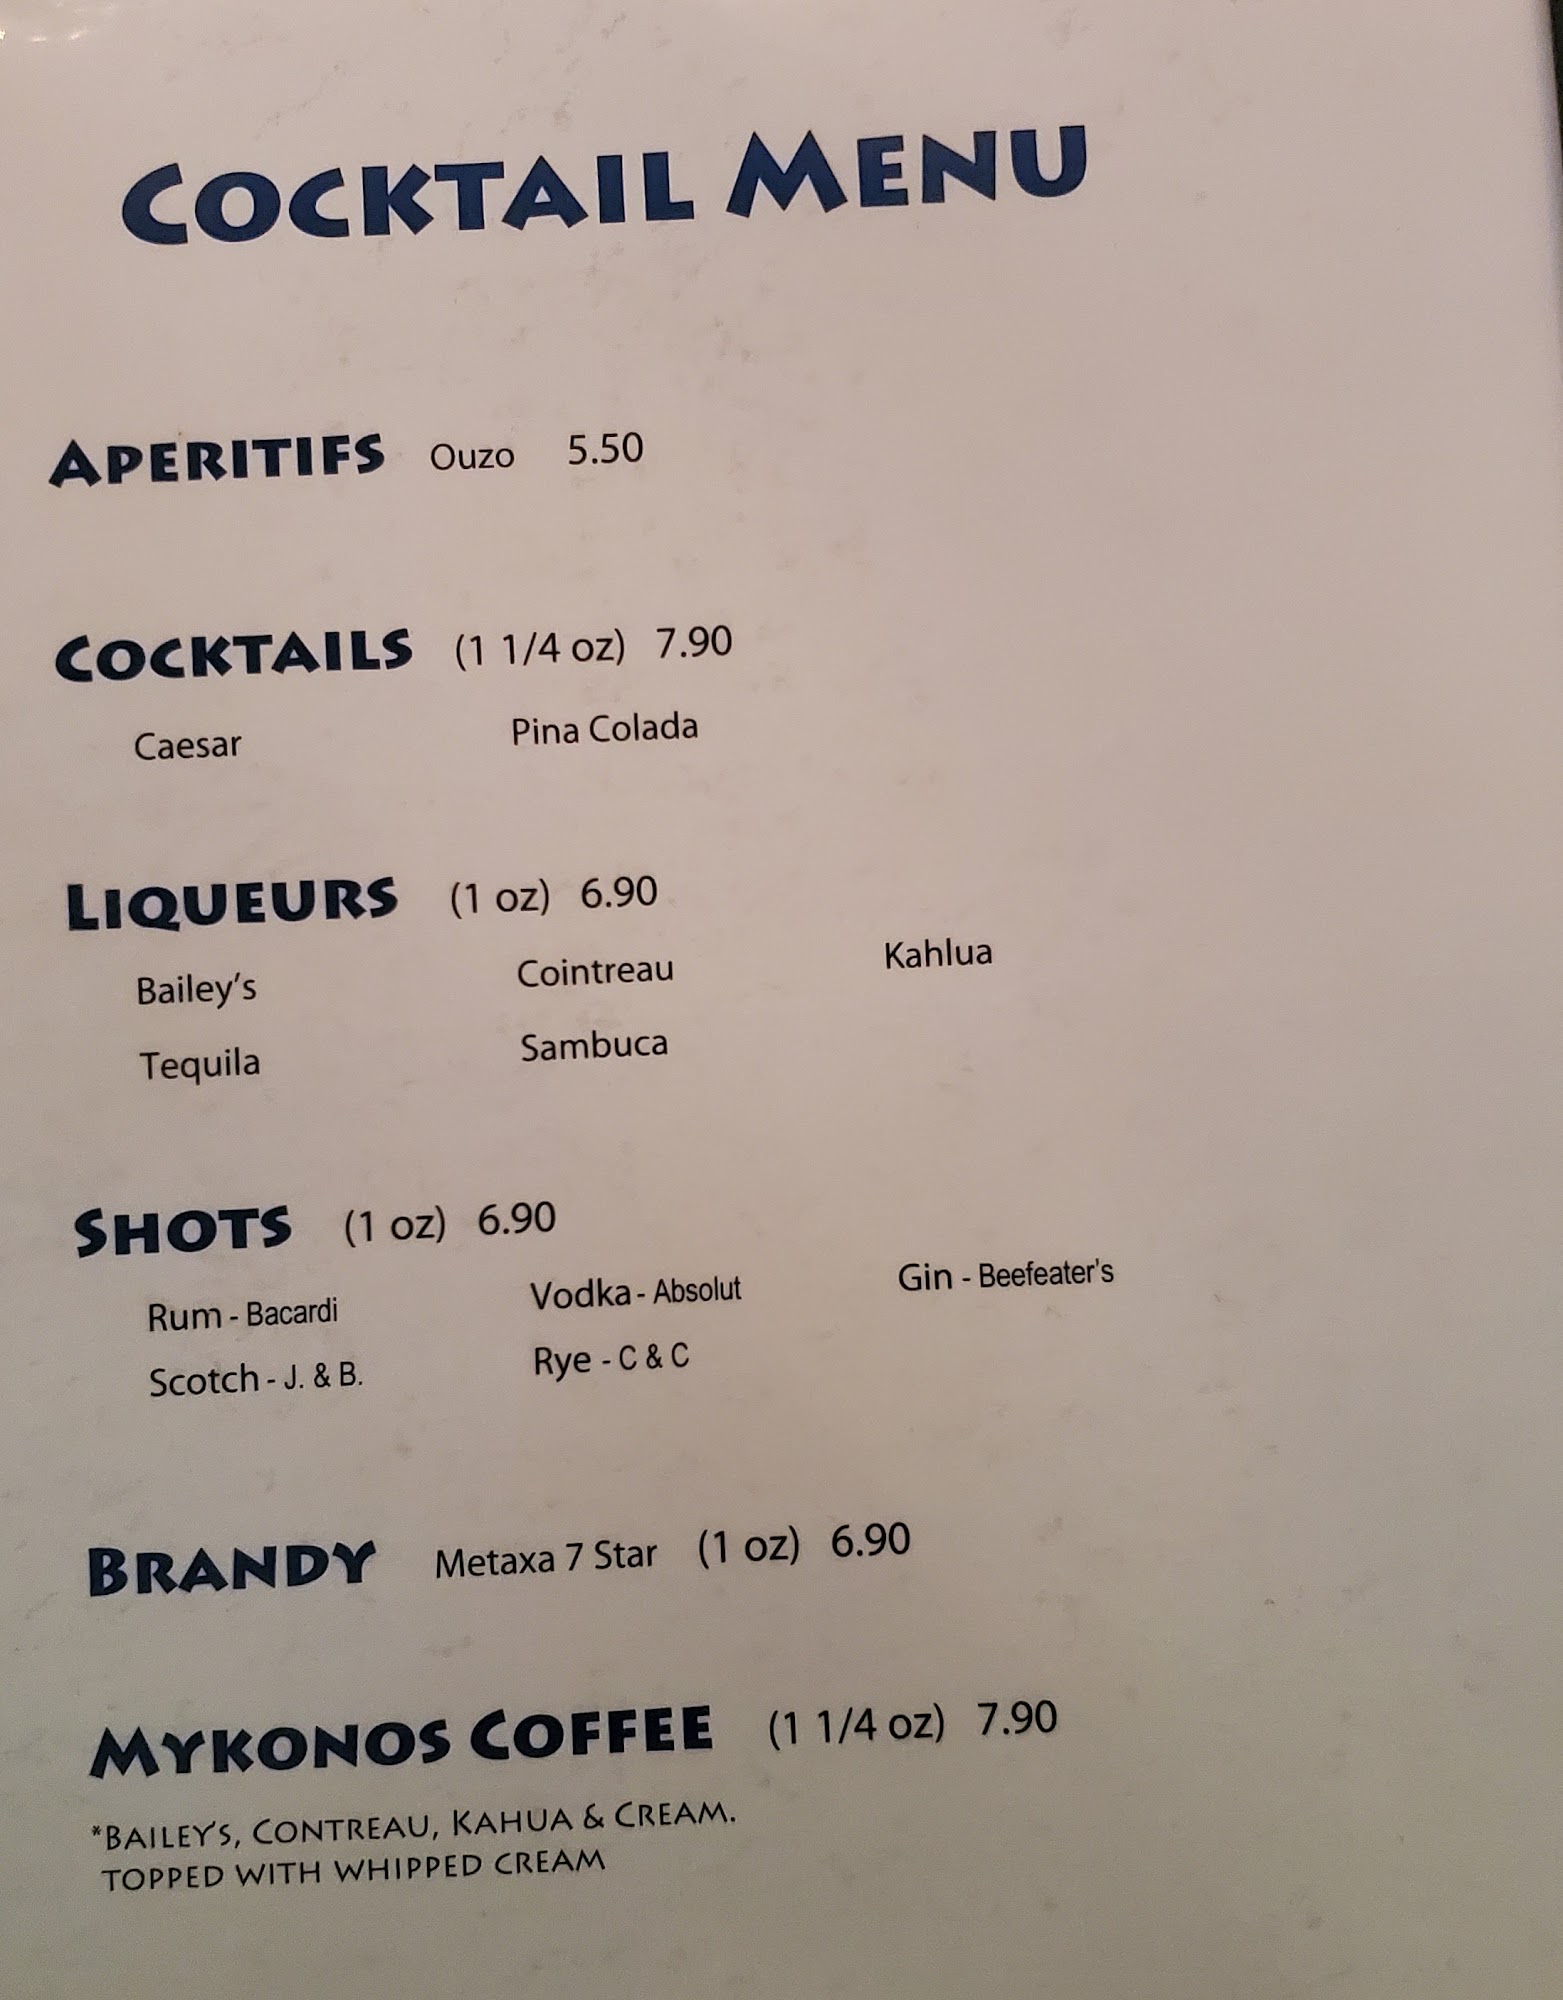 COCKTAIL MENU
APERITIFS Ouzo 5.50
COCKTAILS (1 1/4 oz) 7.90
Caesar Pina Colada
LIQUEURS (1 oz) 6.90
Bailey's Cointreau Kahlua
Tequila Sambuca
SHOTS (1 oz) 6.90
Rum - Bacardi Vodka - Absolut Gin - Beefeater's
Scotch - J. & B. Rye - C & C
BRANDY Metaxa 7 Star (1 oz) 6.90
MYKONOS COFFEE (1 1/4 oz) 7.90
*BAILEY'S, CONTREAU, KAHUA & CREAM.
TOPPED WITH WHIPPED CREAM